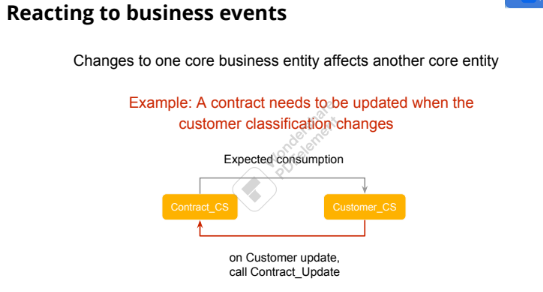 Reacting to business events
Changes to one core business entity affects another core entity
Example: A contract needs to be updated when the
customer classification changes
Expected consumption
Contract_CS
Customer_CS
on Customer update,
call Contract_Update
Wondershare
PDFelement